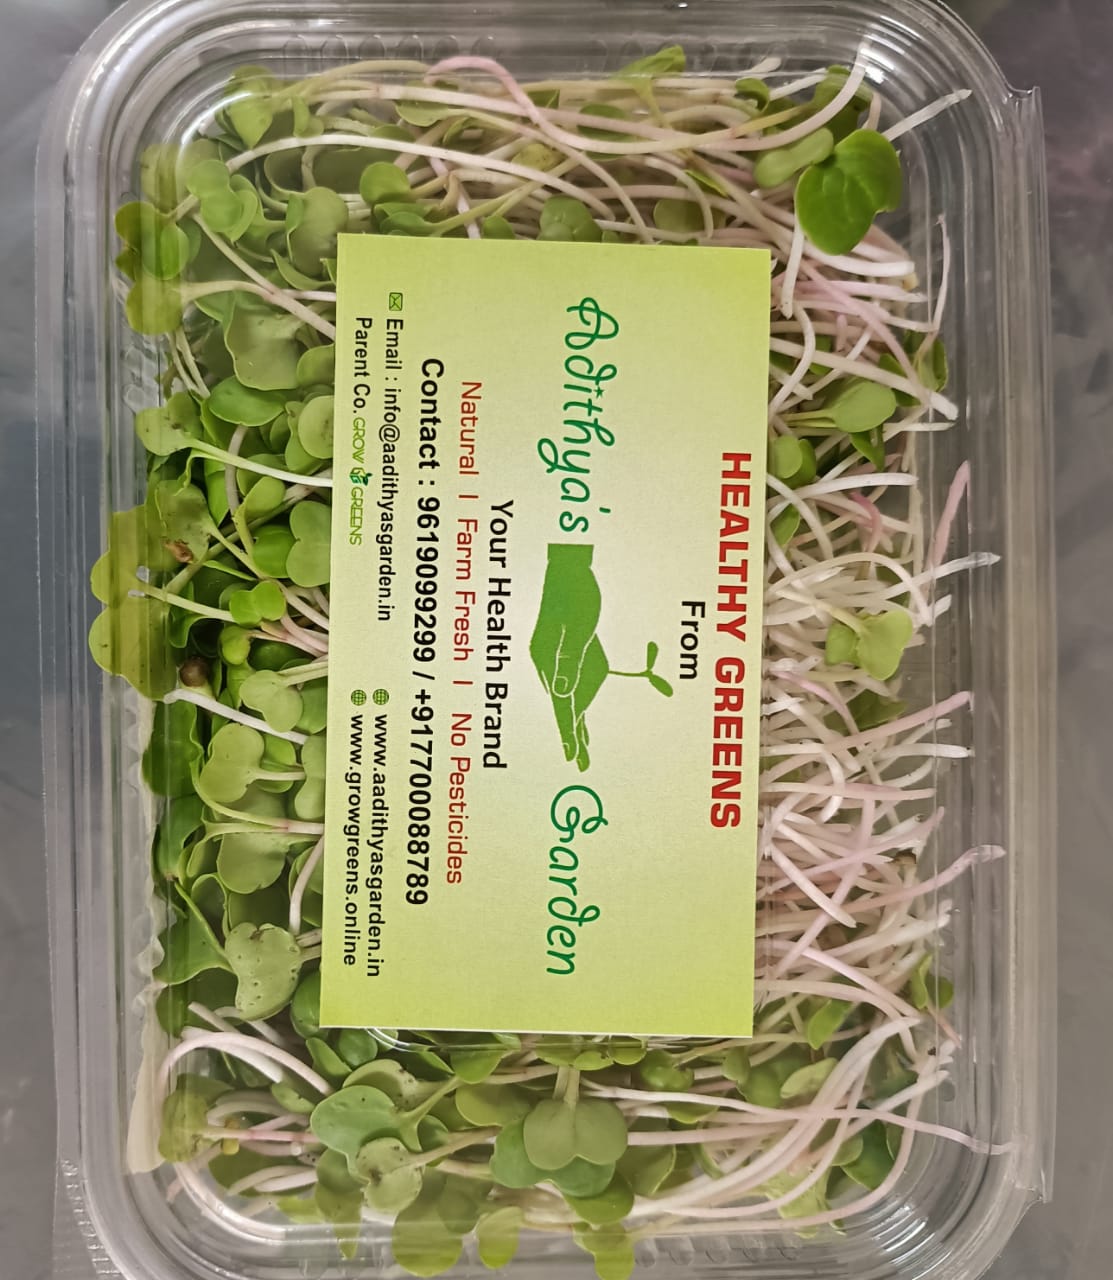 HEALTHY GREENS
From
Adithya's Garden
Your Health Brand
Natural | Farm Fresh | No Pesticides
Contact : 9619099299 / +917700088789
Email : info@aadithyasgarden.in www.aadithyasgarden.in
Parent Co. GROW GREENS www.growgreens.online